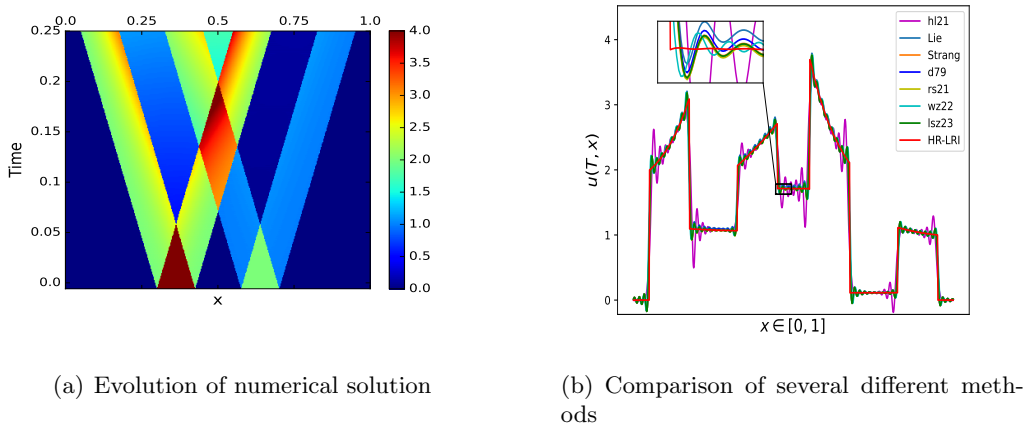 0.0 0.25 0.5 0.75 1.0
0.25
0.2
0.15
0.1
0.05
0.0
Time
x
4.0
3.5
3.0
2.5
2.0
1.5
1.0
0.5
0.0
(a) Evolution of numerical solution
4
3
2
1
0
u(T, x)
x ∈ [0, 1]
hl21
Lie
Strang
d79
rs21
wz22
lsz23
HR-LRI
(b) Comparison of several different meth-
ods